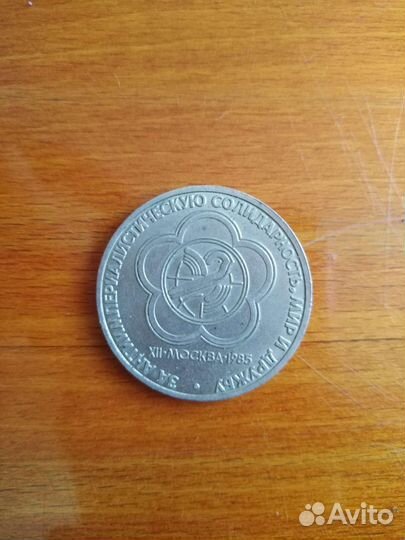 ЗА АНТИИМПЕРИАЛИСТИЧЕСКУЮ СОЛИДАРНОСТЬ, МИР И ДРУЖБУ •
XII•МОСКВА•1985
Avito